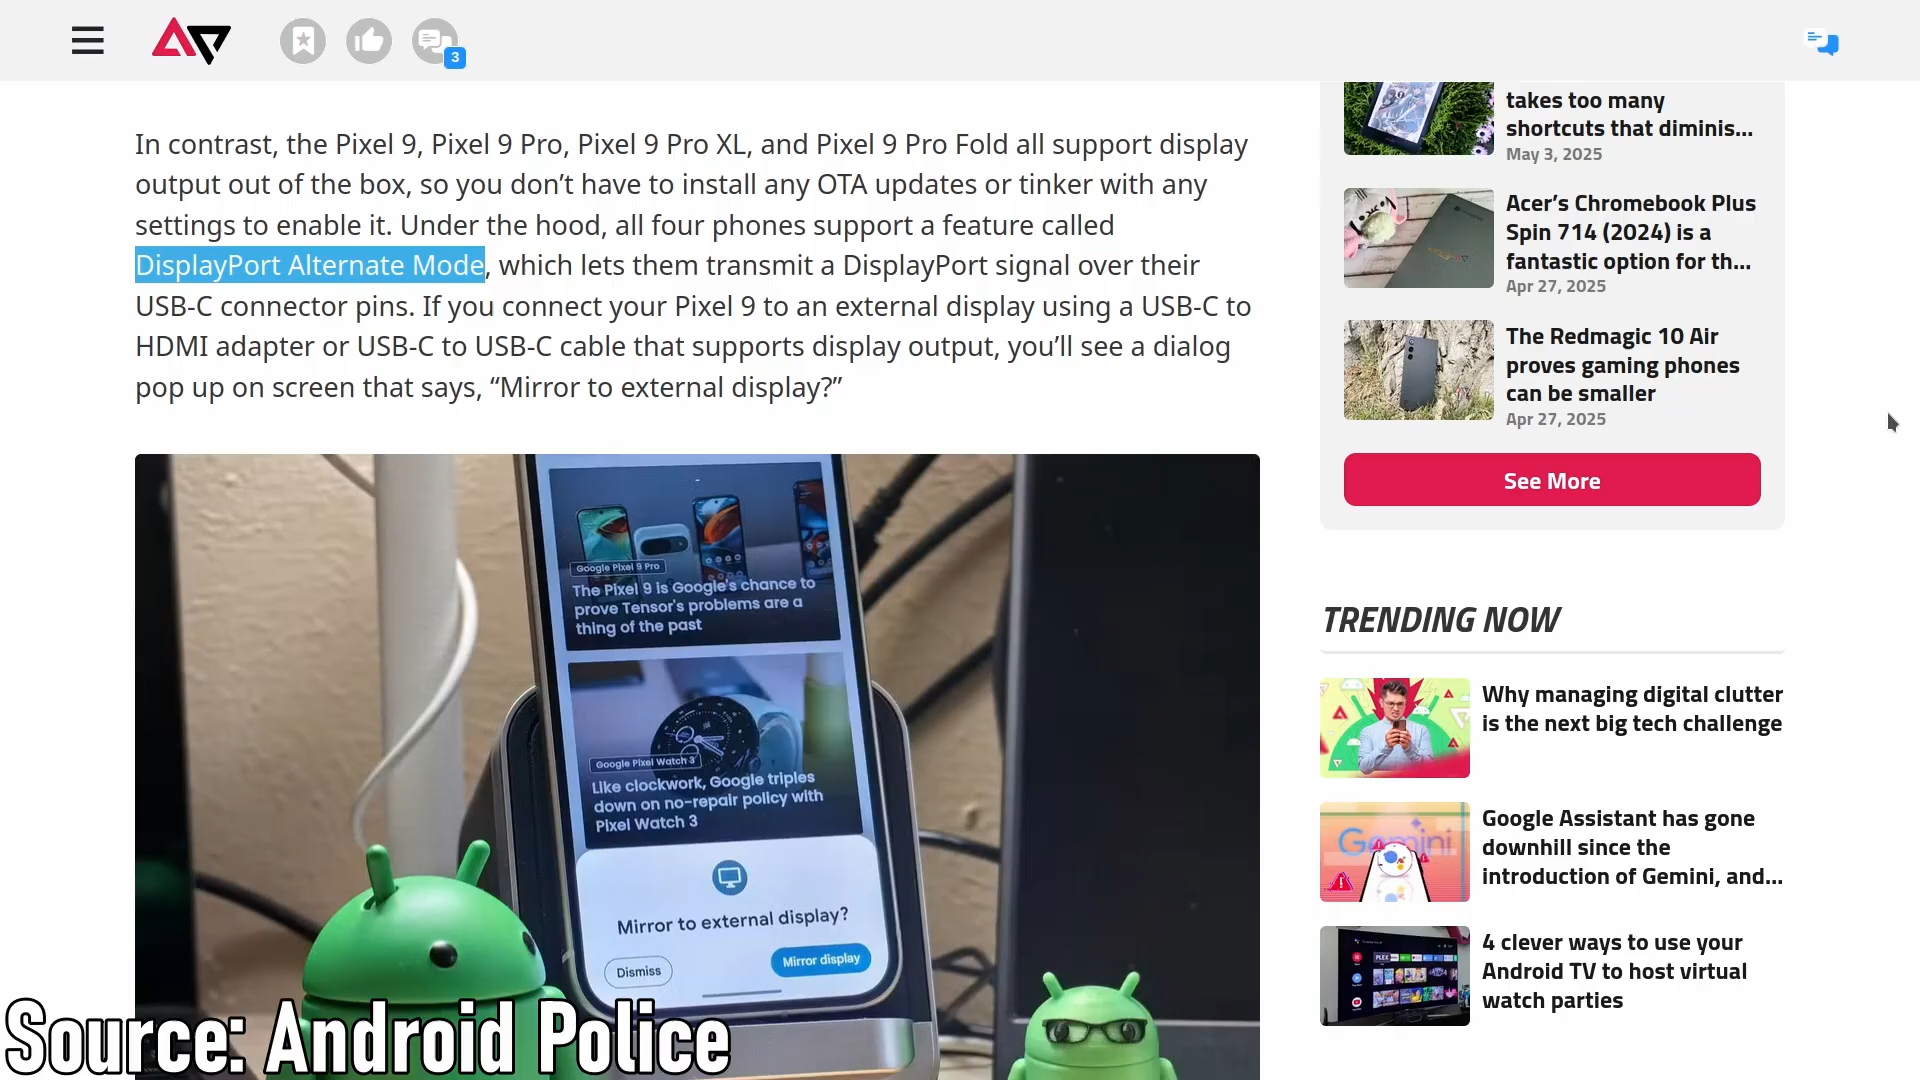 3
In contrast, the Pixel 9, Pixel 9 Pro, Pixel 9 Pro XL, and Pixel 9 Pro Fold all support display
output out of the box, so you don’t have to install any OTA updates or tinker with any
settings to enable it. Under the hood, all four phones support a feature called
DisplayPort Alternate Mode, which lets them transmit a DisplayPort signal over their
USB-C connector pins. If you connect your Pixel 9 to an external display using a USB-C to
HDMI adapter or USB-C to USB-C cable that supports display output, you’ll see a dialog
pop up on screen that says, “Mirror to external display?”
Google Pixel 9 Pro
The Pixel 9 is Google's chance to
prove Tensor's problems are a
thing of the past
Google Pixel Watch 3
Like clockwork, Google triples
down on no-repair policy with
Pixel Watch 3
Mirror to external display?
Dismiss
Mirror display
Source: Android Police
takes too many
shortcuts that diminis...
May 3, 2025
Acer’s Chromebook Plus
Spin 714 (2024) is a
fantastic option for th...
Apr 27, 2025
The Redmagic 10 Air
proves gaming phones
can be smaller
Apr 27, 2025
See More
TRENDING NOW
Why managing digital clutter
is the next big tech challenge
Gemini
Google Assistant has gone
downhill since the
introduction of Gemini, and...
PLEX
4 clever ways to use your
Android TV to host virtual
watch parties